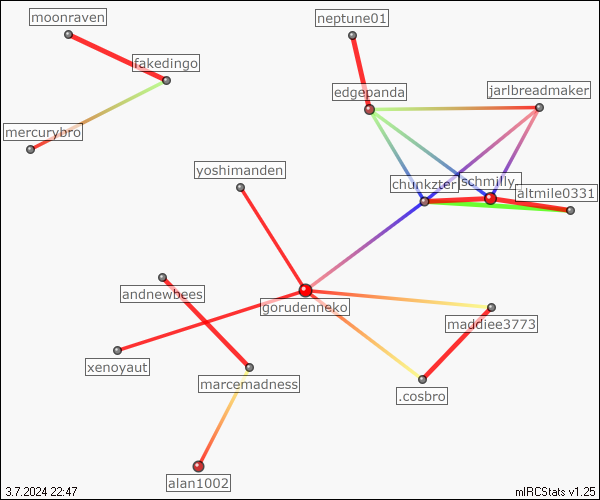 moonraven
neptune01
fakedingo
edgepanda
jarlbreadmaker
mercurybro
yoshimanden
chunkzter
schmilly_
altmile0331
andnewbees
gorudenneko
maddiee3773
xenoyaut
marcemadness
.cosbro
alan1002
3.7.2024 22:47
mIRCStats v1.25